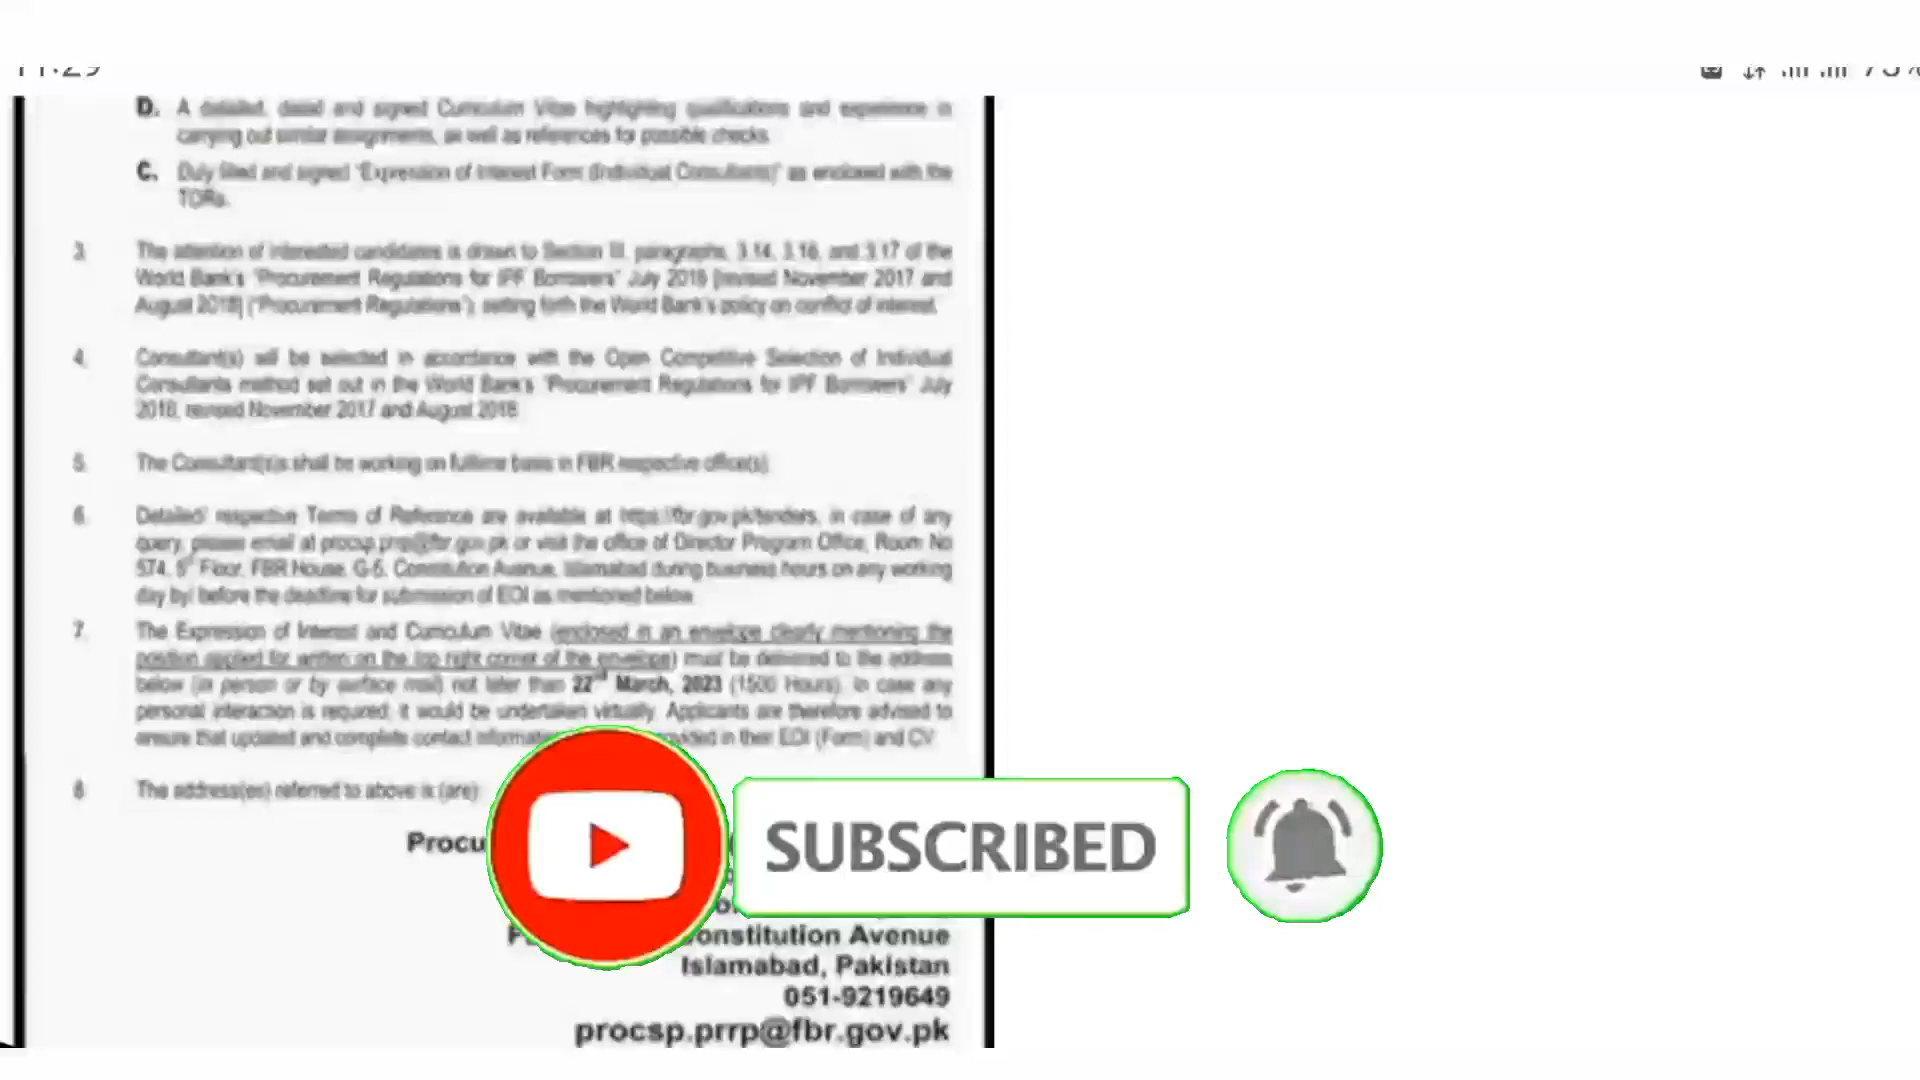 11:29
D. A detailed, dated and signed Curriculum Vitae highlighting qualifications and experience in
carrying out similar assignments, as well as references for possible checks.
C. Duly filled and signed "Expression of Interest Form (Individual Consultants)" as enclosed with the
TORs.
3. The attention of interested candidates is drawn to Section III, paragraphs, 3.14, 3.16, and 3.17 of the
World Bank's "Procurement Regulations for IPF Borrowers" July 2016 [revised November 2017 and
August 2018] ("Procurement Regulations"), setting forth the World Bank's policy on conflict of interest.
4. Consultant(s) will be selected in accordance with the Open Competitive Selection of Individual
Consultants method set out in the World Bank's "Procurement Regulations for IPF Borrowers" July
2016, revised November 2017 and August 2018.
5. The Consultant(s)s shall be working on fulltime basis in FBR respective office(s).
6. Detailed/ respective Terms of Reference are available at https://fbr.gov.pk/tenders, in case of any
query, please email at procsp.prrp@fbr.gov.pk or visit the office of Director Program Office, Room No
574, 5th Floor, FBR House, G-5, Constitution Avenue, Islamabad during business hours on any working
day by/ before the deadline for submission of EOI as mentioned below.
7. The Expression of Interest and Curriculum Vitae (enclosed in an envelope clearly mentioning the
position applied for written on the top right corner of the envelope) must be delivered to the address
below (in person or by surface mail) not later than 22nd March, 2023 (1500 Hours). In case any
personal interaction is required, it would be undertaken virtually. Applicants are therefore advised to
ensure that updated and complete contact informat provided in their EOI (Form) and CV.
8. The address(es) referred to above is (are):
Procu
SUBSCRIBED
onstitution Avenue
Islamabad, Pakistan
051-9219649
procsp.prrp@fbr.gov.pk